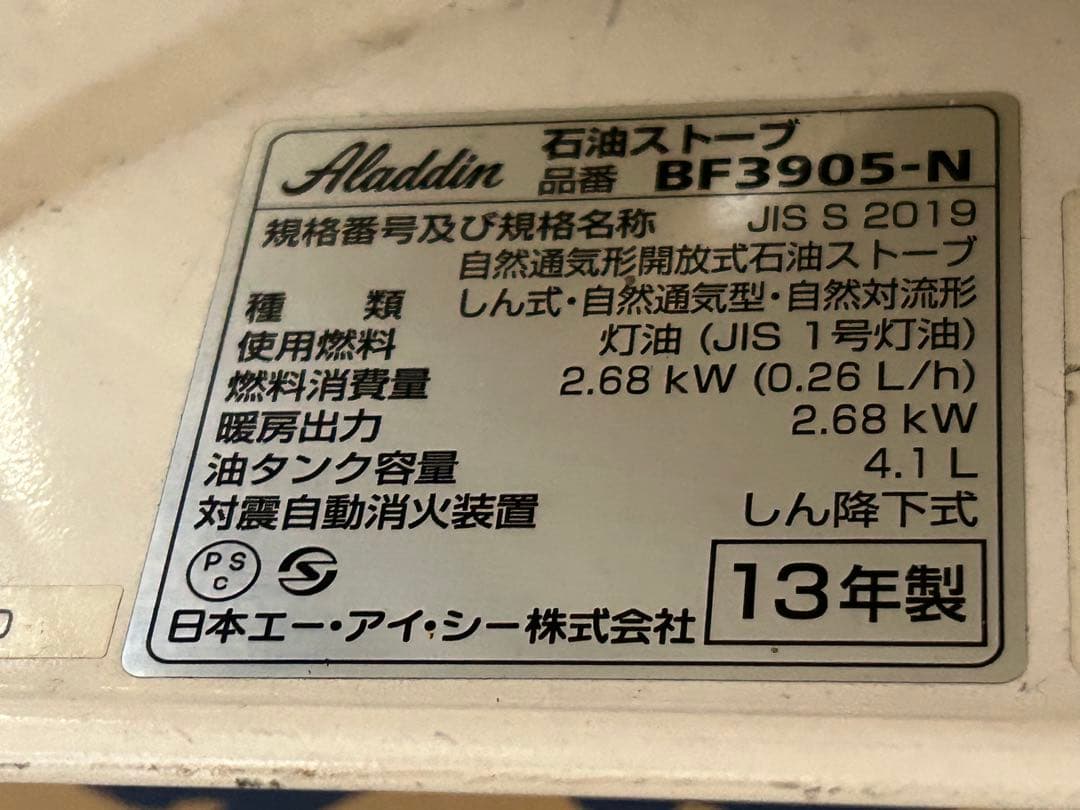 Aladdin 石油ストーブ
品番 BF3905-N
規格番号及び規格名称 JIS S 2019
自然通気形開放式石油ストーブ
種 類 しん式・自然通気型・自然対流形
使用燃料 灯油 (JIS 1号灯油)
燃料消費量 2.68 kW (0.26 L/h)
暖房出力 2.68 kW
油タンク容量 4.1 L
対震自動消火装置 しん降下式
PS
C
日本エー・アイ・シー株式会社 13年製